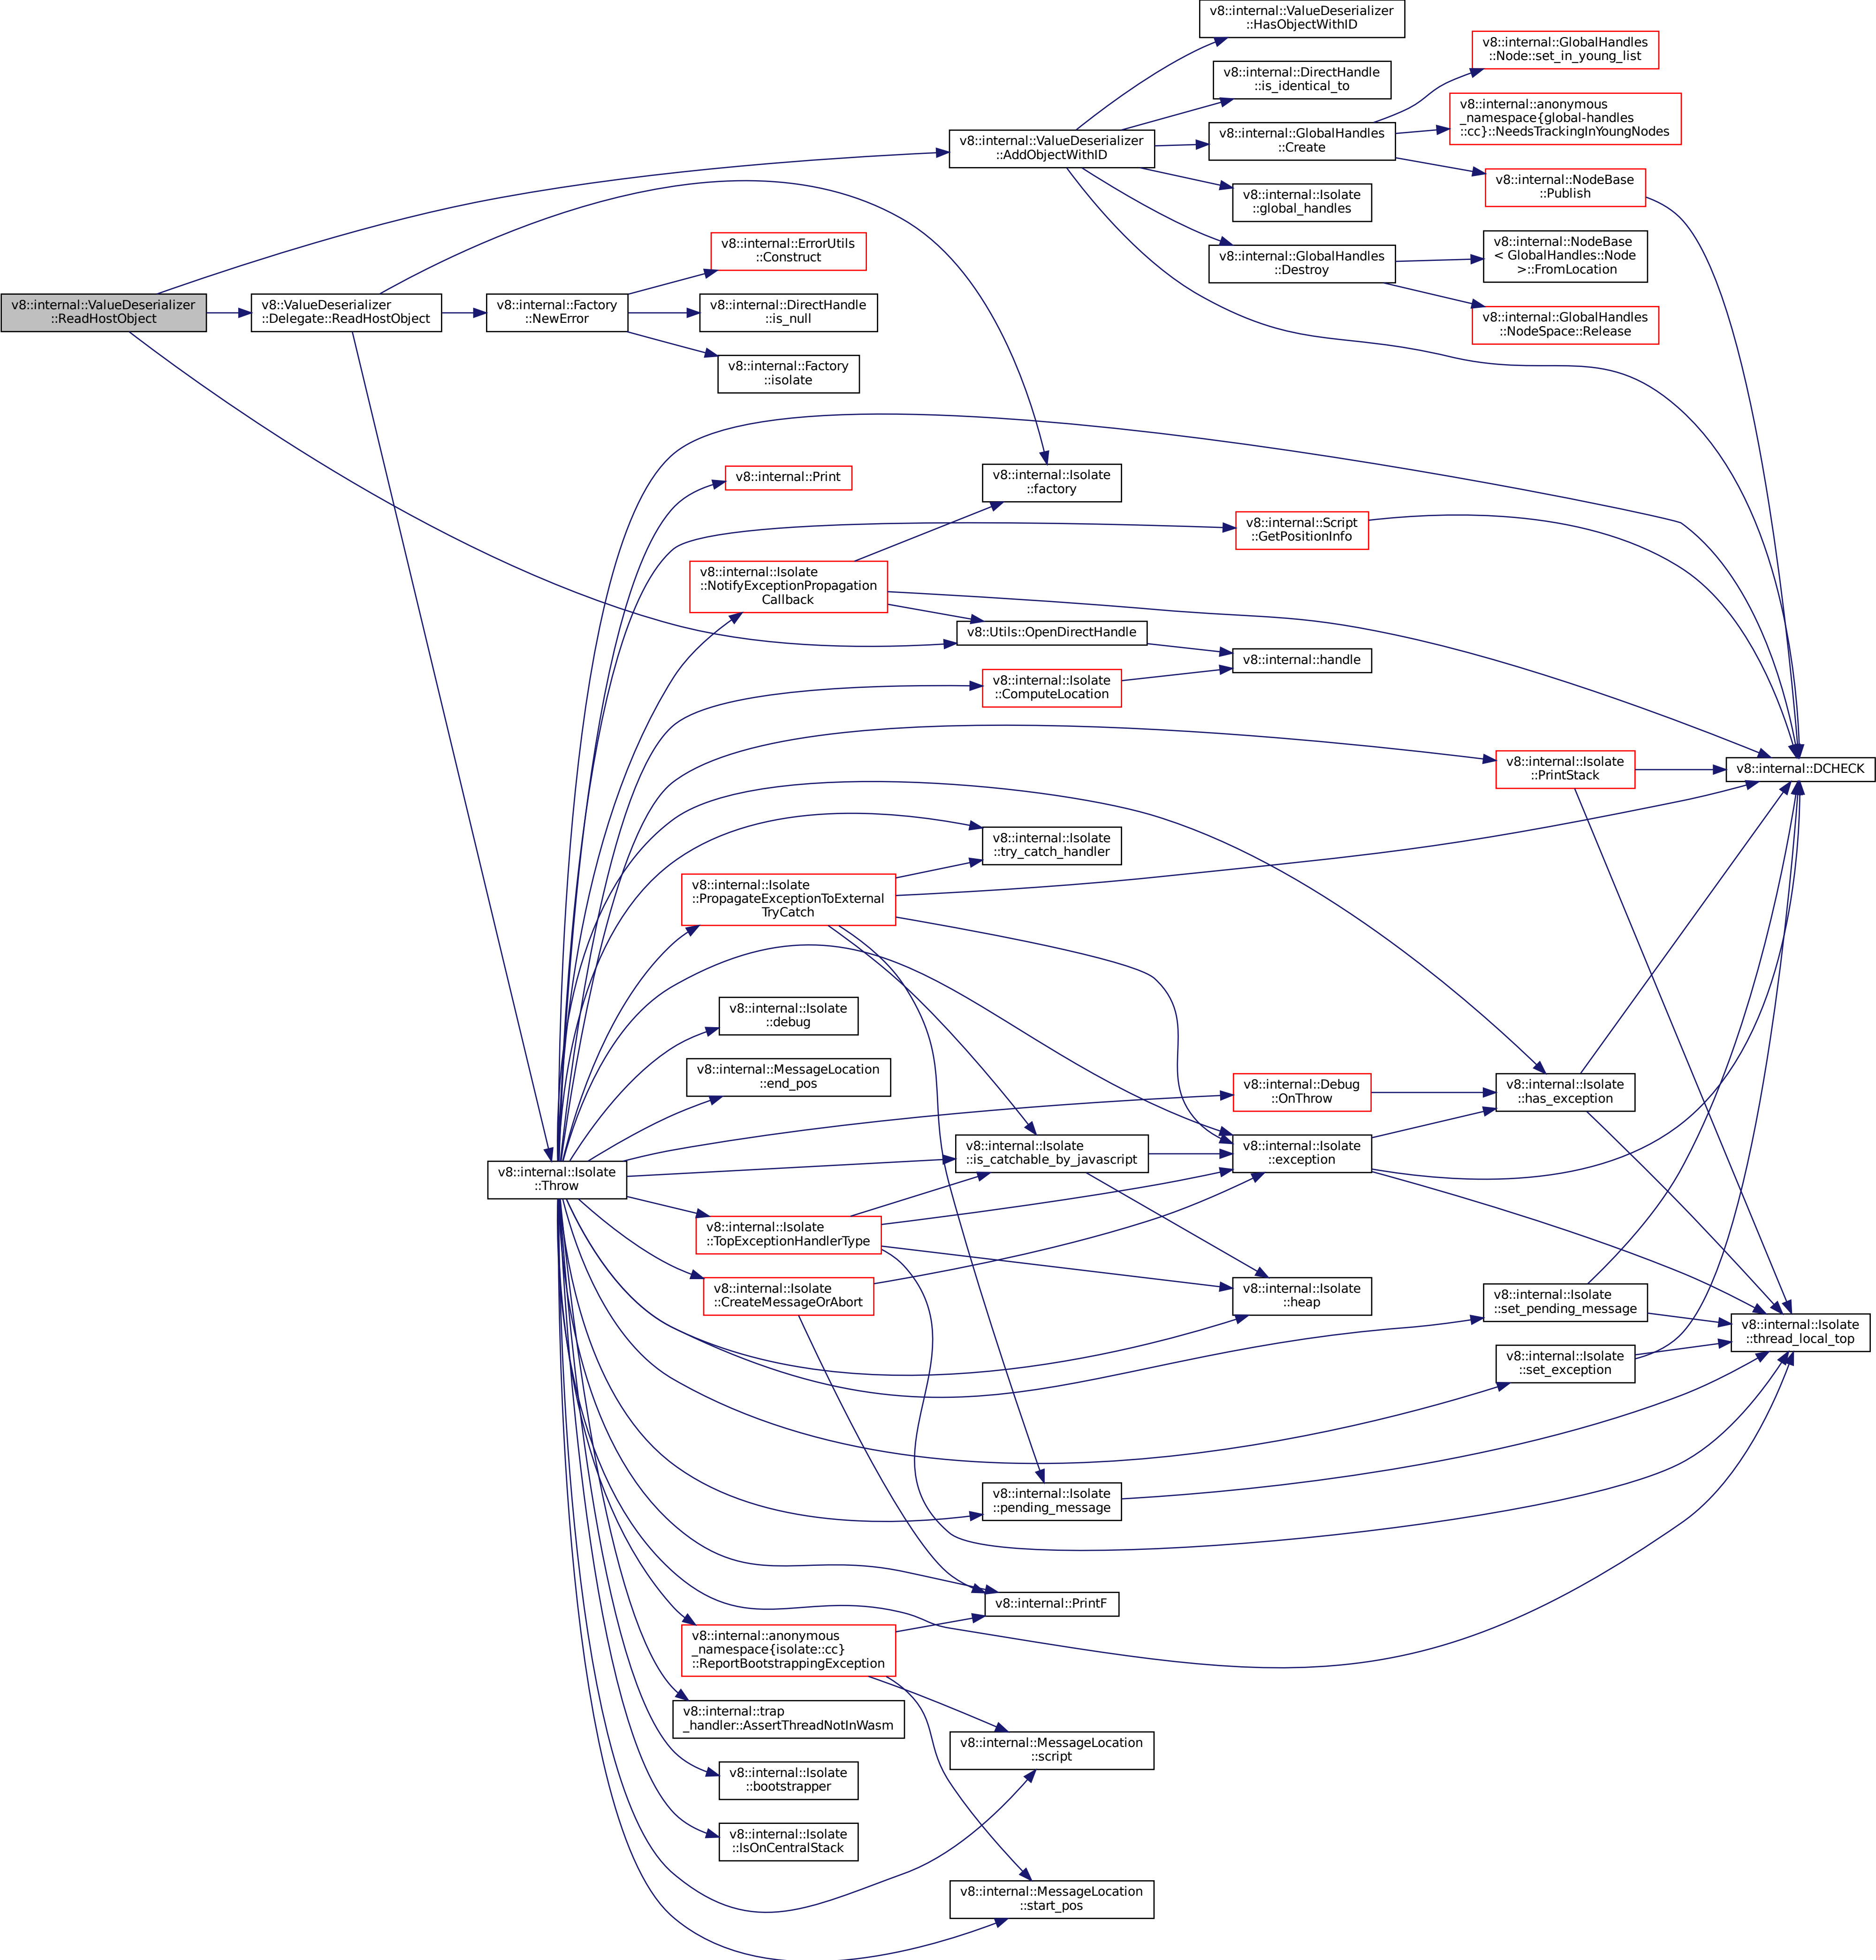 v8::internal::ValueDeserializer
::HasObjectWithID
v8::internal::GlobalHandles
::Node::set_in_young_list
v8::internal::DirectHandle
::is_identical_to
v8::internal::anonymous
_namespace{global-handles
::cc}::NeedsTrackingInYoungNodes
v8::internal::ValueDeserializer
::AddObjectWithID
v8::internal::GlobalHandles
::Create
v8::internal::NodeBase
::Publish
v8::internal::Isolate
::global_handles
v8::internal::ErrorUtils
::Construct
v8::internal::GlobalHandles
::Destroy
v8::internal::NodeBase
< GlobalHandles::Node
>::FromLocation
v8::internal::ValueDeserializer
::ReadHostObject
v8::ValueDeserializer
::Delegate::ReadHostObject
v8::internal::Factory
::NewError
v8::internal::DirectHandle
::is_null
v8::internal::GlobalHandles
::NodeSpace::Release
v8::internal::Factory
::isolate
v8::internal::Print
v8::internal::Isolate
::factory
v8::internal::Script
::GetPositionInfo
v8::internal::Isolate
::NotifyExceptionPropagation
Callback
v8::Utils::OpenDirectHandle
v8::internal::handle
v8::internal::Isolate
::ComputeLocation
v8::internal::Isolate
::PrintStack
v8::internal::DCHECK
v8::internal::Isolate
::try_catch_handler
v8::internal::Isolate
::PropagateExceptionToExternal
TryCatch
v8::internal::Isolate
::debug
v8::internal::MessageLocation
::end_pos
v8::internal::Debug
::OnThrow
v8::internal::Isolate
::has_exception
v8::internal::Isolate
::Throw
v8::internal::Isolate
::is_catchable_by_javascript
v8::internal::Isolate
::exception
v8::internal::Isolate
::TopExceptionHandlerType
v8::internal::Isolate
::CreateMessageOrAbort
v8::internal::Isolate
::heap
v8::internal::Isolate
::set_pending_message
v8::internal::Isolate
::thread_local_top
v8::internal::Isolate
::set_exception
v8::internal::Isolate
::pending_message
v8::internal::PrintF
v8::internal::anonymous
_namespace{isolate::cc}
::ReportBootstrappingException
v8::internal::trap
_handler::AssertThreadNotInWasm
v8::internal::MessageLocation
::script
v8::internal::Isolate
::bootstrapper
v8::internal::Isolate
::IsOnCentralStack
v8::internal::MessageLocation
::start_pos